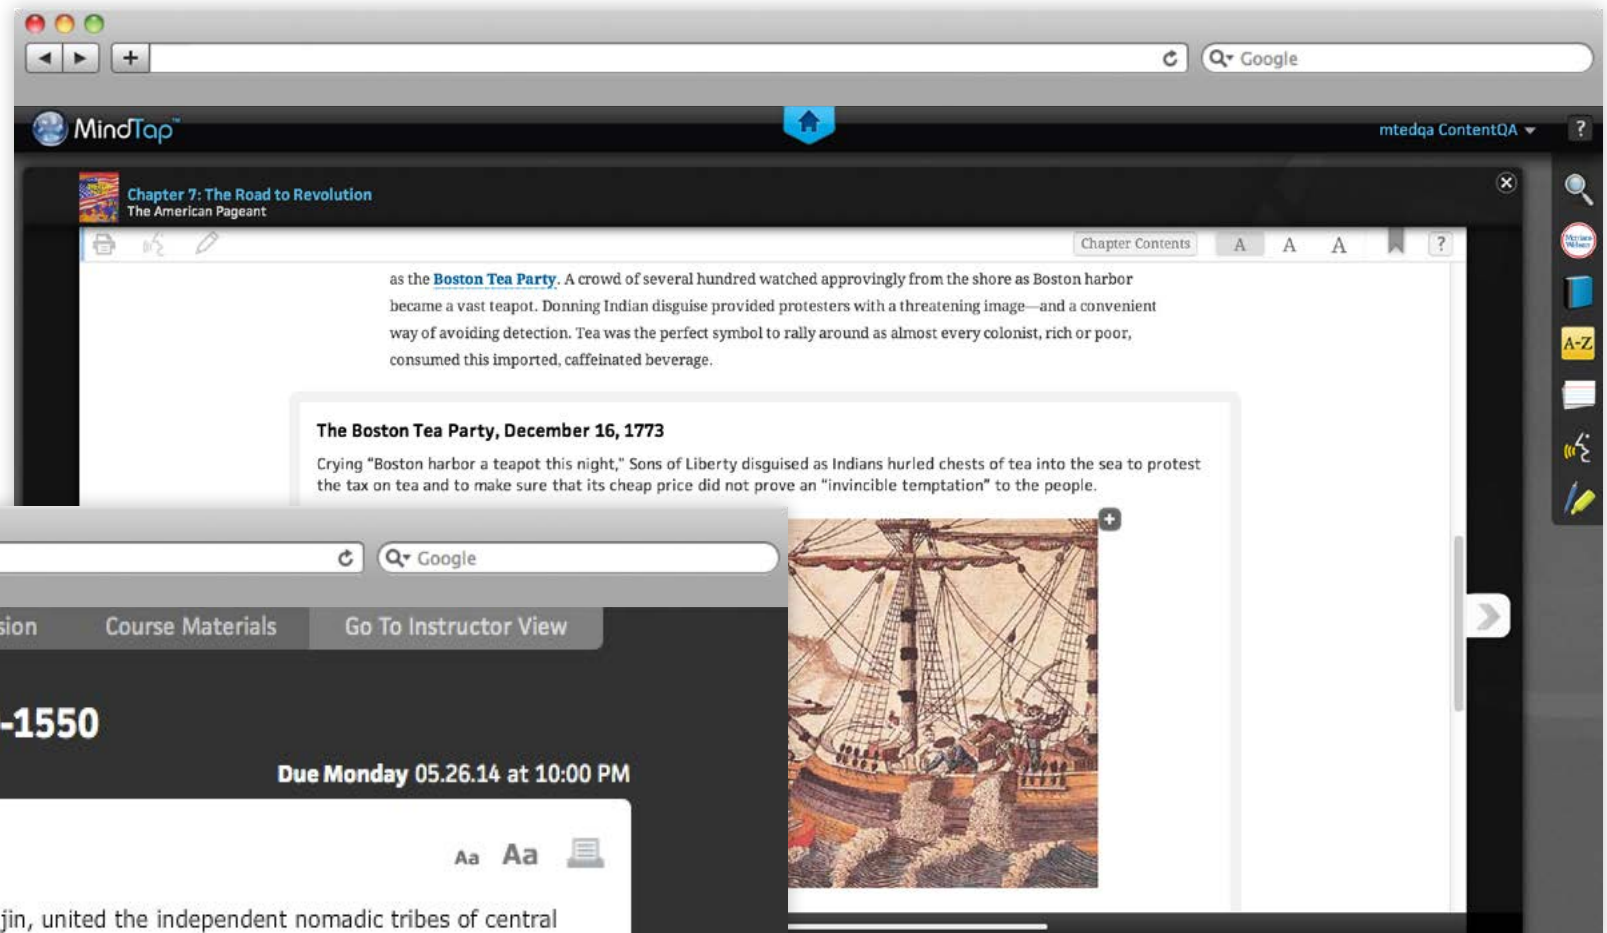 Google
MindTap™
mtedqa ContentQA
?
Chapter 7: The Road to Revolution
The American Pageant
Chapter Contents
A A A
?
Merriam
Webster
as the Boston Tea Party. A crowd of several hundred watched approvingly from the shore as Boston harbor
became a vast teapot. Donning Indian disguise provided protesters with a threatening image—and a convenient
way of avoiding detection. Tea was the perfect symbol to rally around as almost every colonist, rich or poor,
consumed this imported, caffeinated beverage.
A-Z
The Boston Tea Party, December 16, 1773
Crying “Boston harbor a teapot this night,” Sons of Liberty disguised as Indians hurled chests of tea into the sea to protest
the tax on tea and to make sure that its cheap price did not prove an “invincible temptation” to the people.
Google
sion
Course Materials
Go To Instructor View
-1550
Due Monday 05.26.14 at 10:00 PM
Aa Aa
jin, united the independent nomadic tribes of central